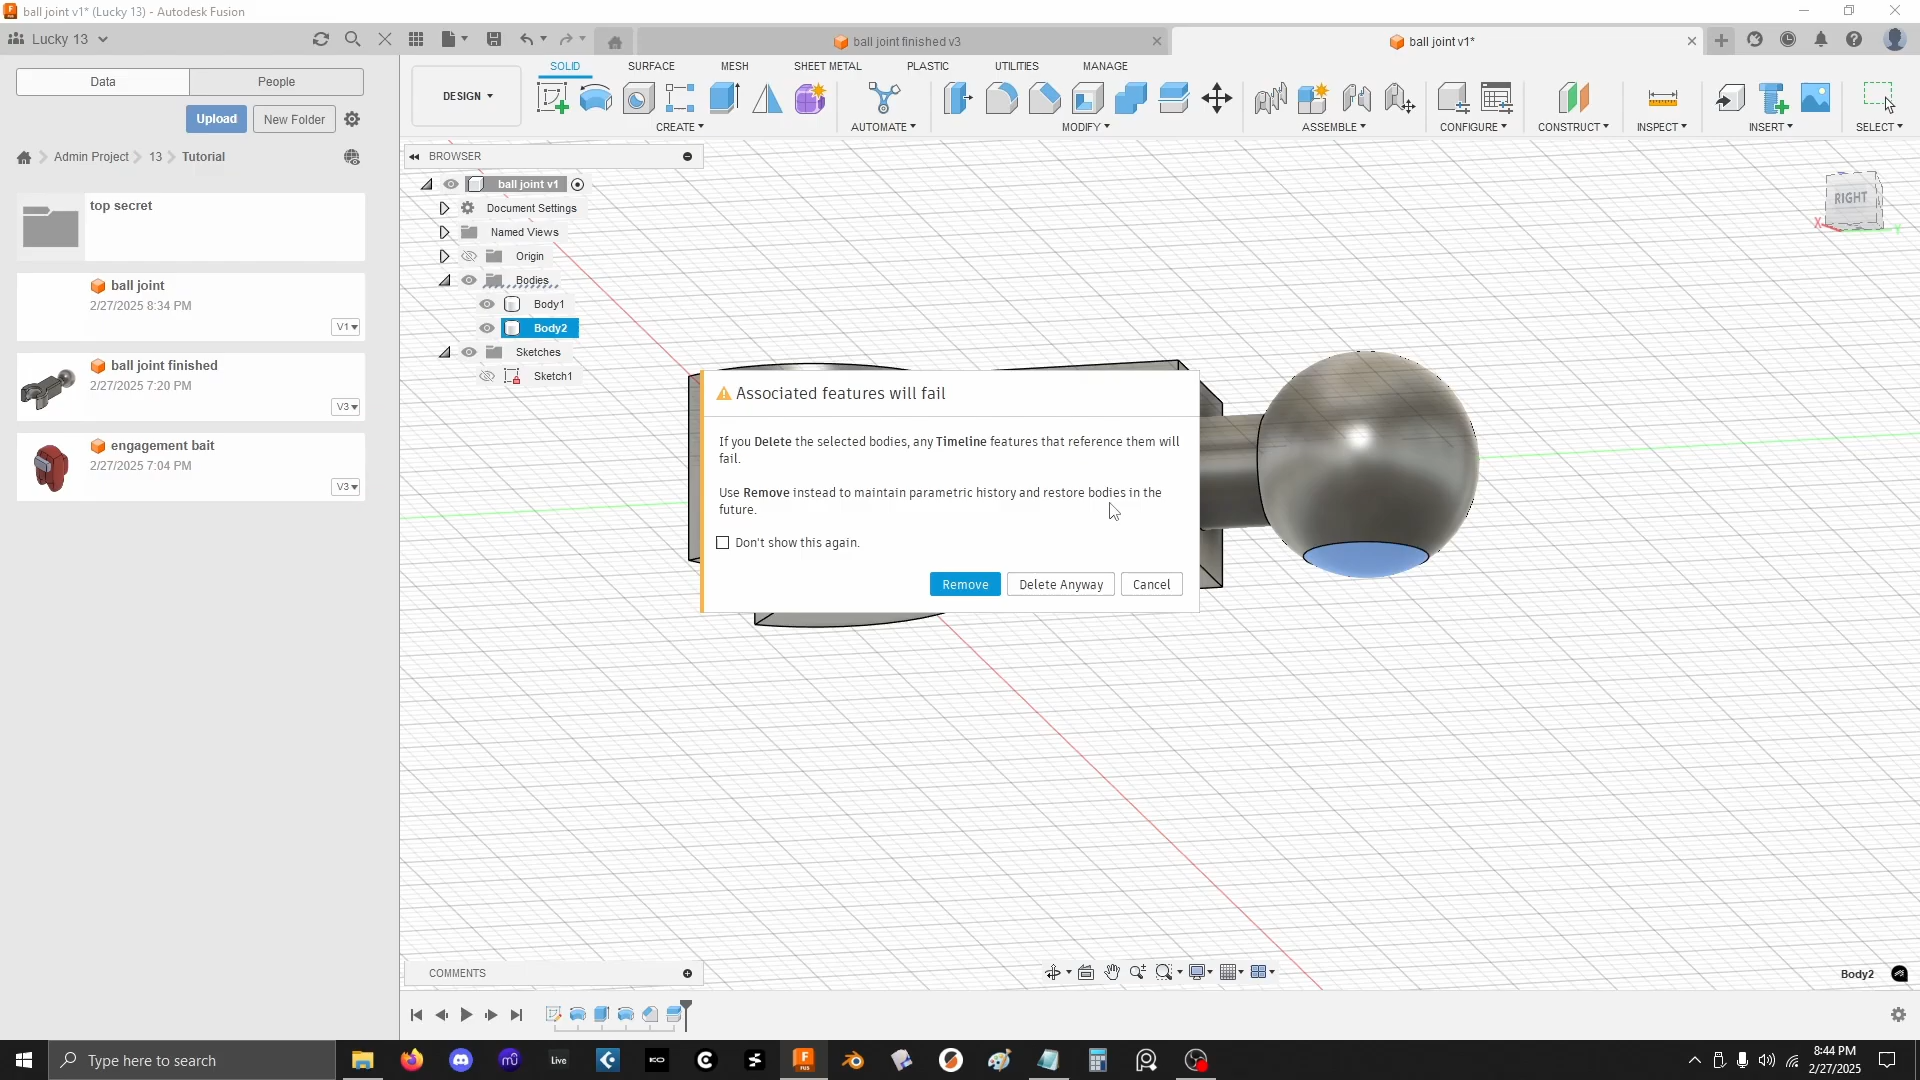 ball joint v1* (Lucky 13) - Autodesk Fusion
Lucky 13
ball joint finished v3
ball joint v1*
Data
People
Upload
New Folder
Admin Project
13
Tutorial
top secret
ball joint
2/27/2025 8:34 PM
V1
ball joint finished
2/27/2025 7:20 PM
V3
engagement bait
2/27/2025 7:04 PM
V3
DESIGN
SOLID
SURFACE
MESH
SHEET METAL
PLASTIC
UTILITIES
MANAGE
CREATE
AUTOMATE
MODIFY
ASSEMBLE
CONFIGURE
CONSTRUCT
INSPECT
INSERT
SELECT
BROWSER
ball joint v1
Document Settings
Named Views
Origin
Bodies
Body1
Body2
Sketches
Sketch1
RIGHT
X
Y
Associated features will fail
If you Delete the selected bodies, any Timeline features that reference them will
fail.
Use Remove instead to maintain parametric history and restore bodies in the
future.
Don't show this again.
Remove
Delete Anyway
Cancel
COMMENTS
Body2
Type here to search
Live
8:44 PM
2/27/2025